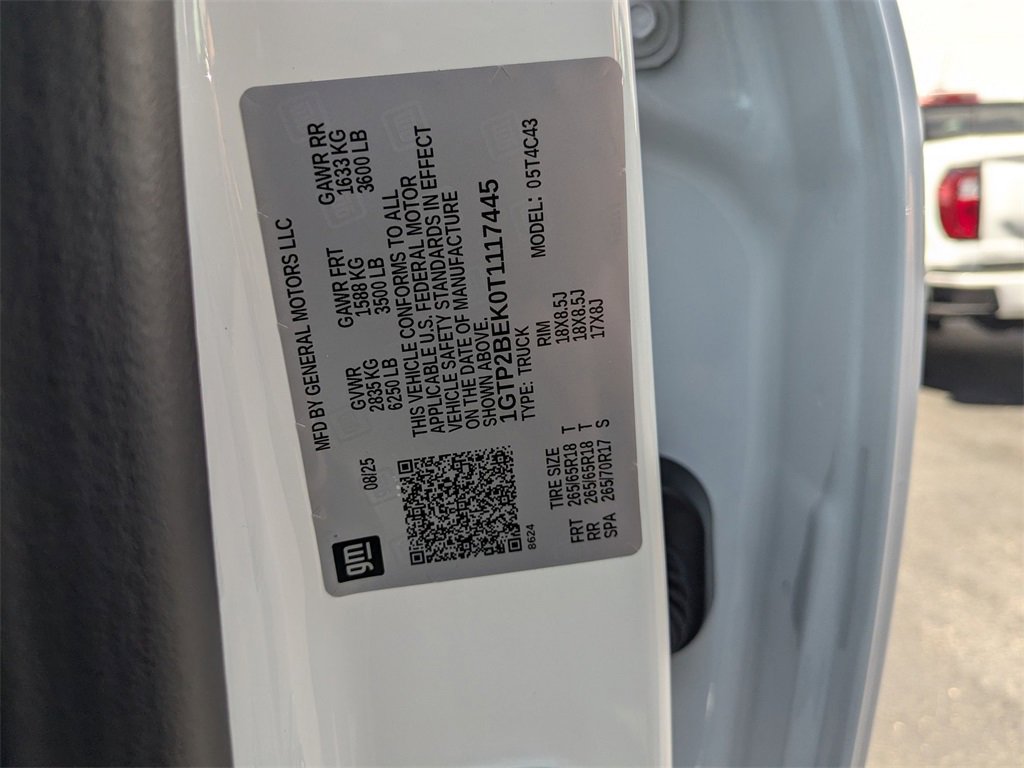 gm
08/25
MFD BY GENERAL MOTORS LLC
GVWR GAWR FRT GAWR RR
2835 KG 1588 KG 1633 KG
6250 LB 3500 LB 3600 LB
THIS VEHICLE CONFORMS TO ALL
APPLICABLE U.S. FEDERAL MOTOR
VEHICLE SAFETY STANDARDS IN EFFECT
ON THE DATE OF MANUFACTURE
SHOWN ABOVE.
1GTP2BEK0T1117445
TYPE: TRUCK MODEL: 05T4C43
8624
TIRE SIZE RIM
FRT 265/65R18 T 18X8.5J
RR 265/65R18 T 18X8.5J
SPA 265/70R17 S 17X8J